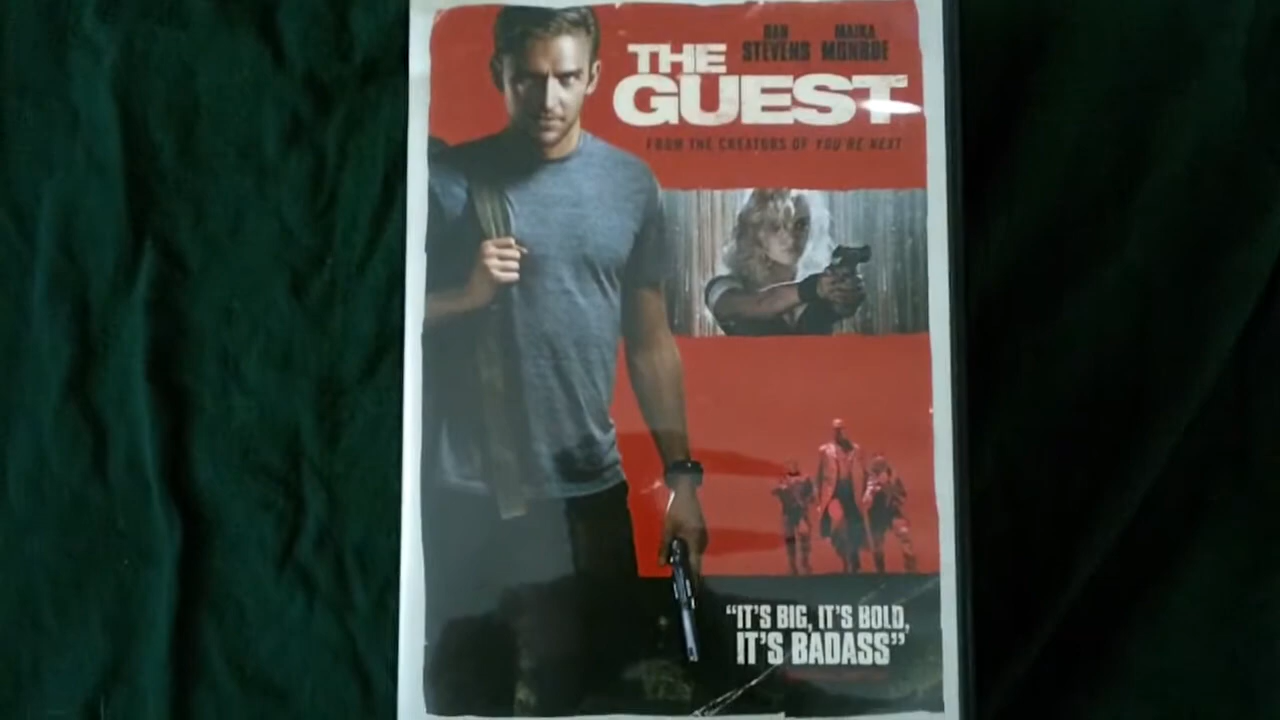 DAN MAIKA
STEVENS MONROE
THE
GUEST
FROM THE CREATORS OF YOU'RE NEXT
“IT'S BIG, IT'S BOLD,
IT'S BADASS”